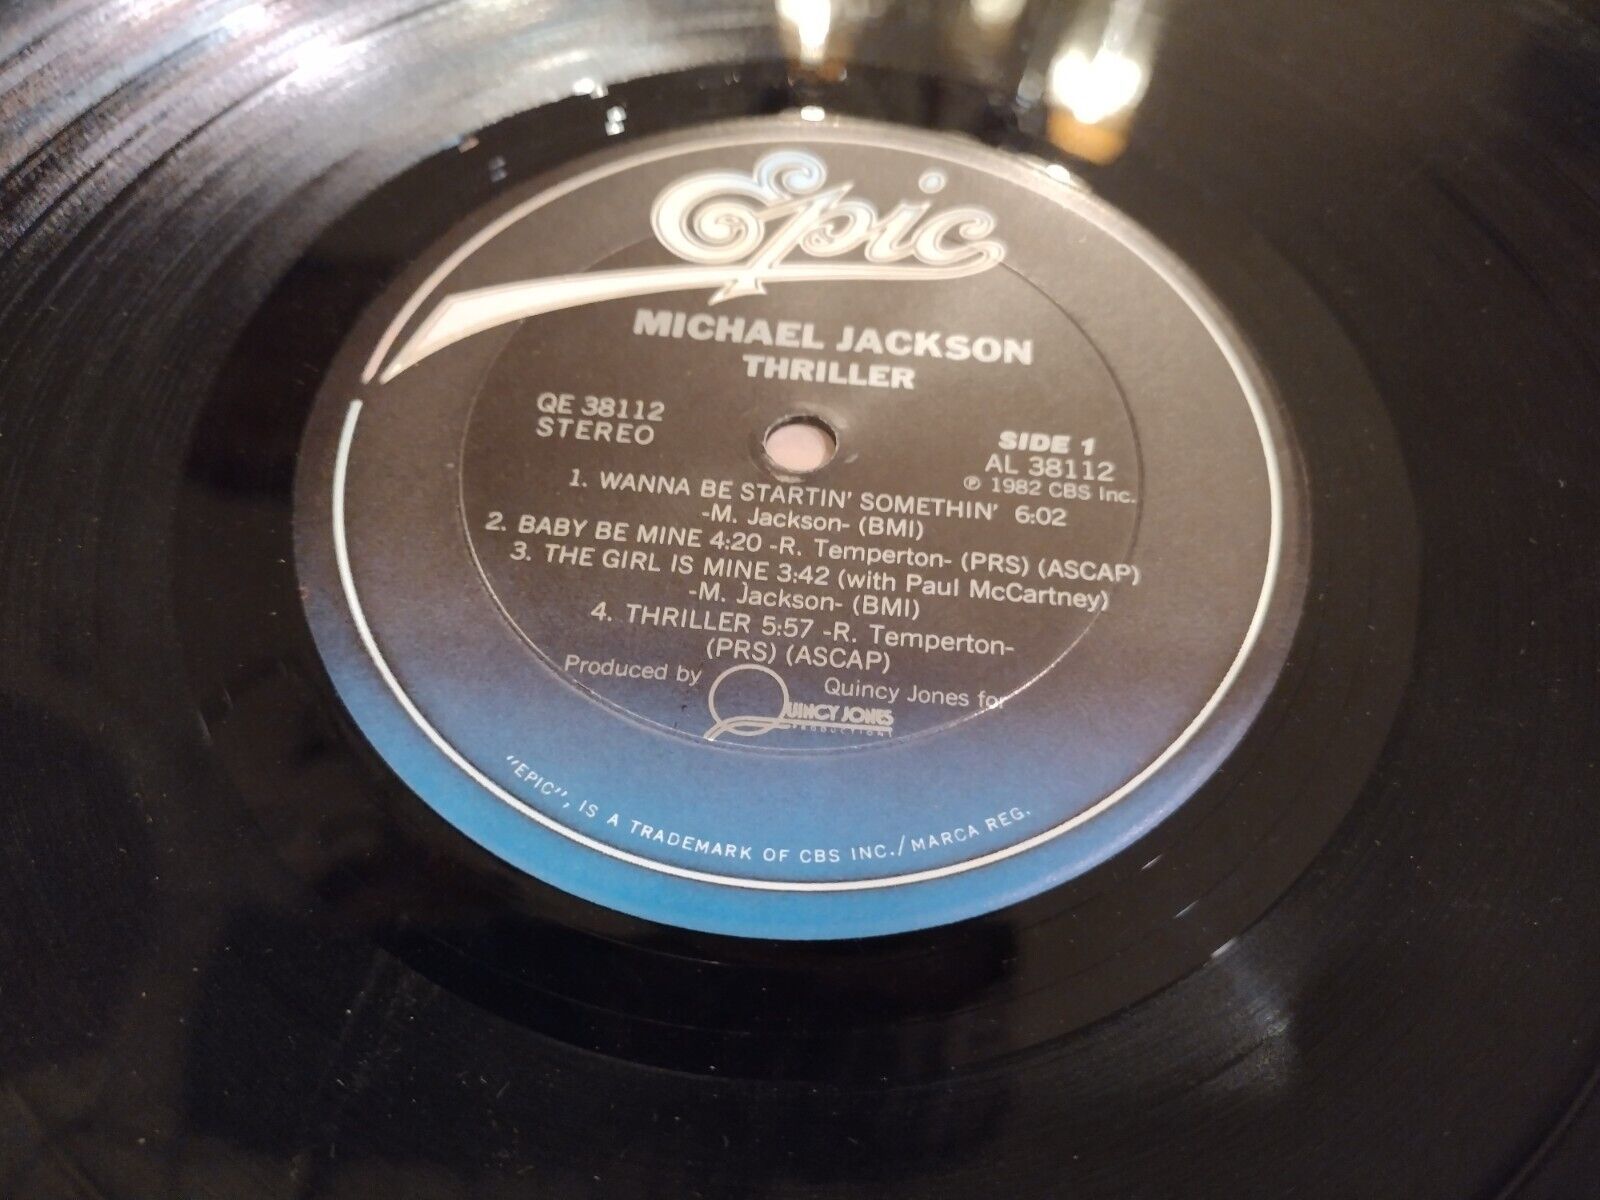 Epic
MICHAEL JACKSON
THRILLER
QE 38112
STEREO
SIDE 1
AL 38112
℗ 1982 CBS Inc.
1. WANNA BE STARTIN' SOMETHIN' 6:02
-M. Jackson- (BMI)
2. BABY BE MINE 4:20 -R. Temperton- (PRS) (ASCAP)
3. THE GIRL IS MINE 3:42 (with Paul McCartney)
-M. Jackson- (BMI)
4. THRILLER 5:57 -R. Temperton-
(PRS) (ASCAP)
Produced by Quincy Jones for
QUINCY JONES
PRODUCTIONS
"EPIC", IS A TRADEMARK OF CBS INC./MARCA REG.